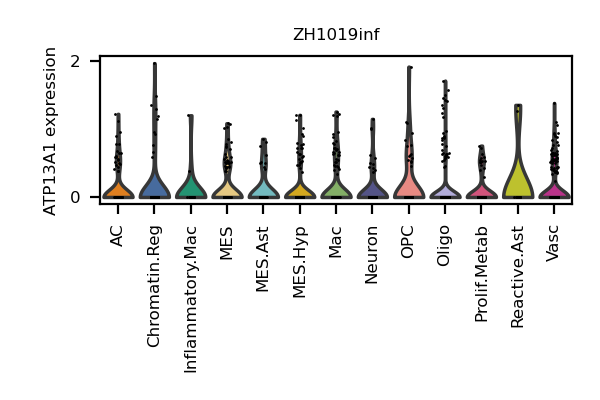 ZH1019inf
ATP13A1 expression
2
0
AC
Chromatin.Reg
Inflammatory.Mac
MES
MES.Ast
MES.Hyp
Mac
Neuron
OPC
Oligo
Prolif.Metab
Reactive.Ast
Vasc